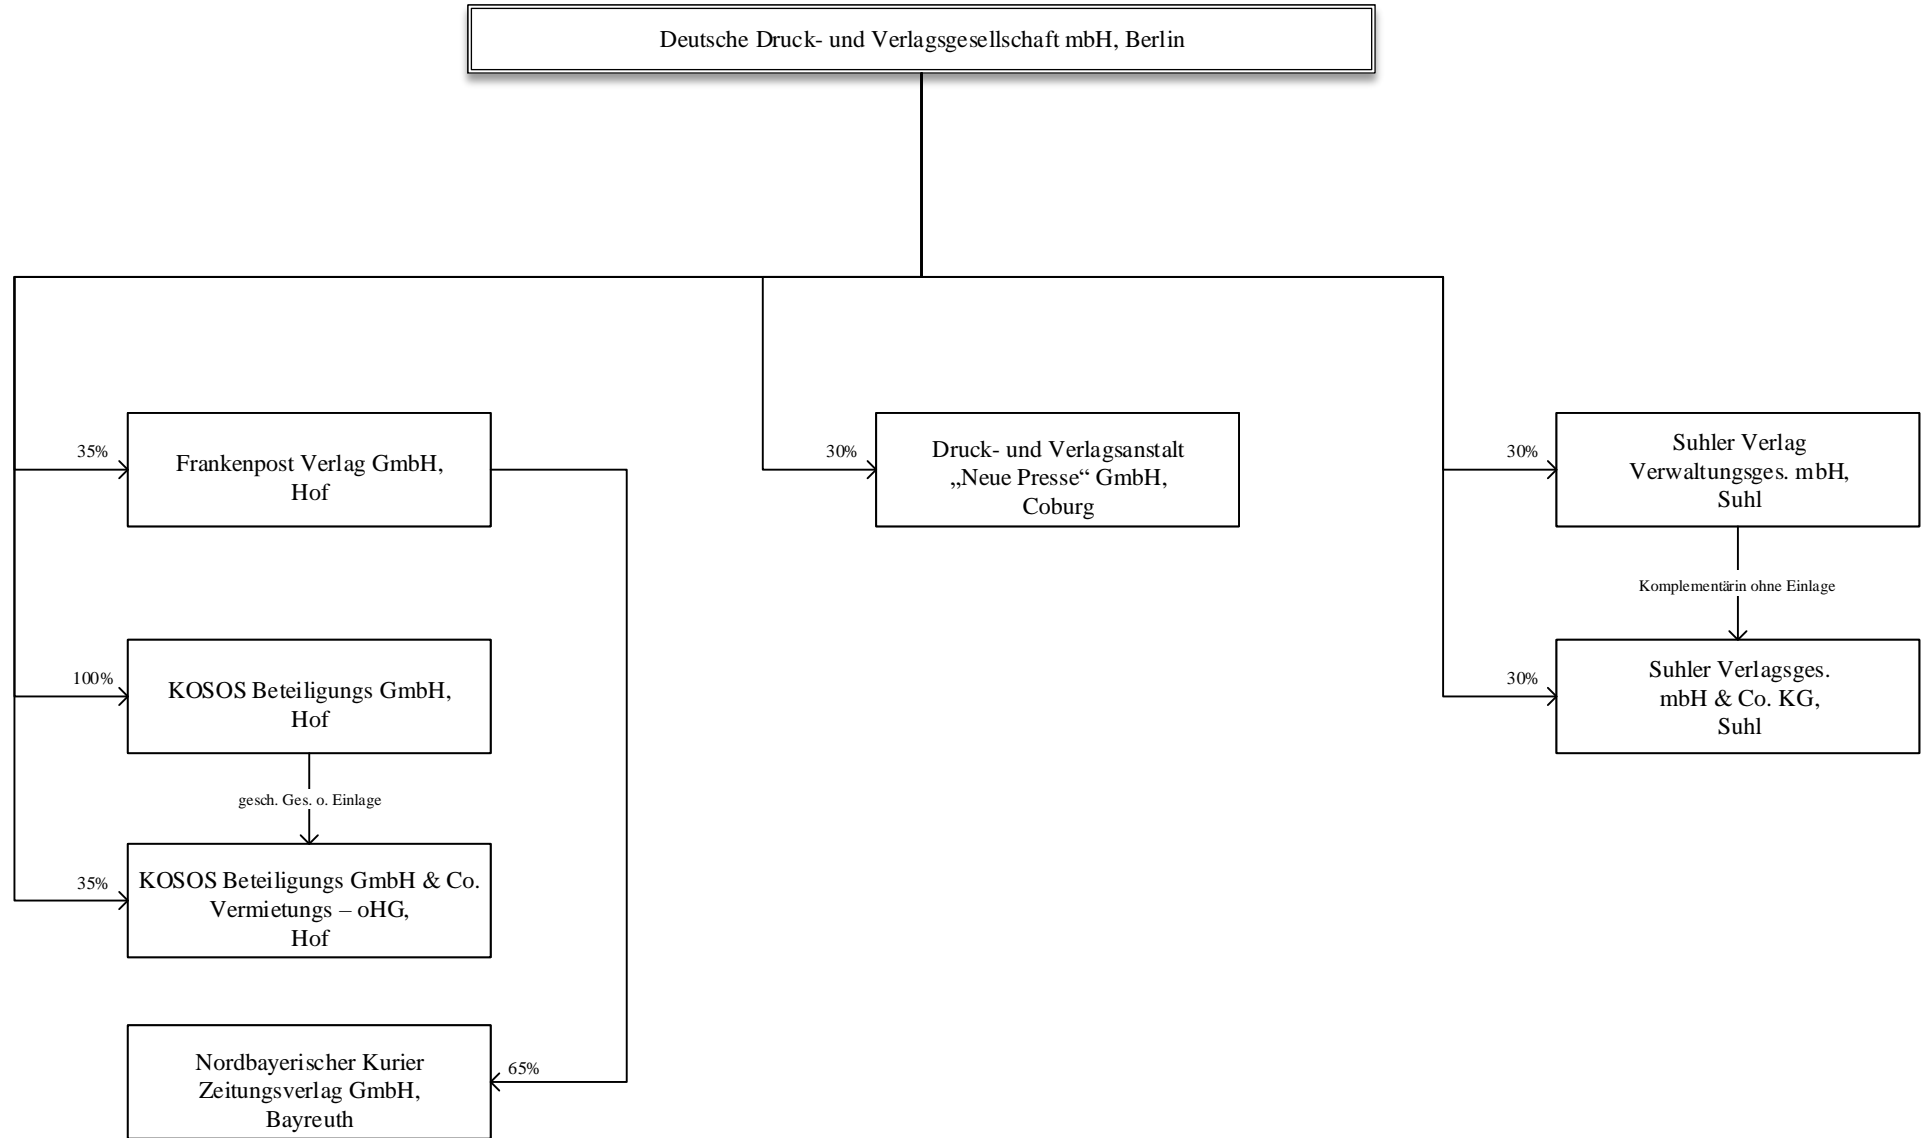 Deutsche Druck- und Verlagsgesellschaft mbH, Berlin
35%
Frankenpost Verlag GmbH,
Hof
30%
Druck- und Verlagsanstalt
„Neue Presse“ GmbH,
Coburg
30%
Suhler Verlag
Verwaltungsges. mbH,
Suhl
Komplementärin ohne Einlage
100%
KOSOS Beteiligungs GmbH,
Hof
30%
Suhler Verlagsges.
mbH & Co. KG,
Suhl
gesch. Ges. o. Einlage
35%
KOSOS Beteiligungs GmbH & Co.
Vermietungs – oHG,
Hof
65%
Nordbayerischer Kurier
Zeitungsverlag GmbH,
Bayreuth